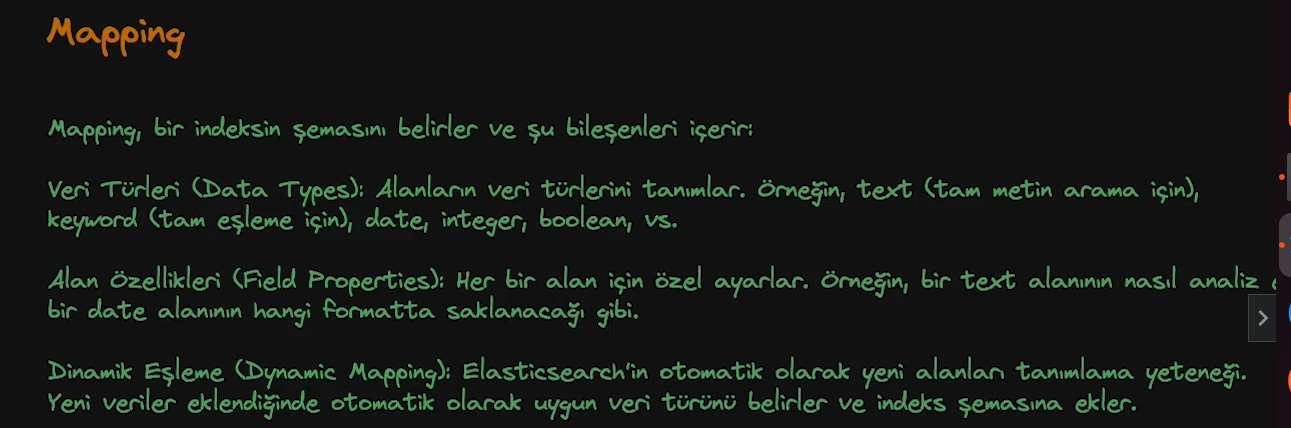 Mapping
Mapping, bir indeksin şemasını belirler ve şu bileşenleri içerir:
Veri Türleri (Data Types): Alanların veri türlerini tanımlar. Örneğin, text (tam metin arama için),
keyword (tam eşleme için), date, integer, boolean, vs.
Alan Özellikleri (Field Properties): Her bir alan için özel ayarlar. Örneğin, bir text alanının nasıl analiz
bir date alanının hangi formatta saklanacağı gibi.
Dinamik Eşleme (Dynamic Mapping): Elasticsearch'in otomatik olarak yeni alanları tanımlama yeteneği.
Yeni veriler eklendiğinde otomatik olarak uygun veri türünü belirler ve indeks şemasına ekler.